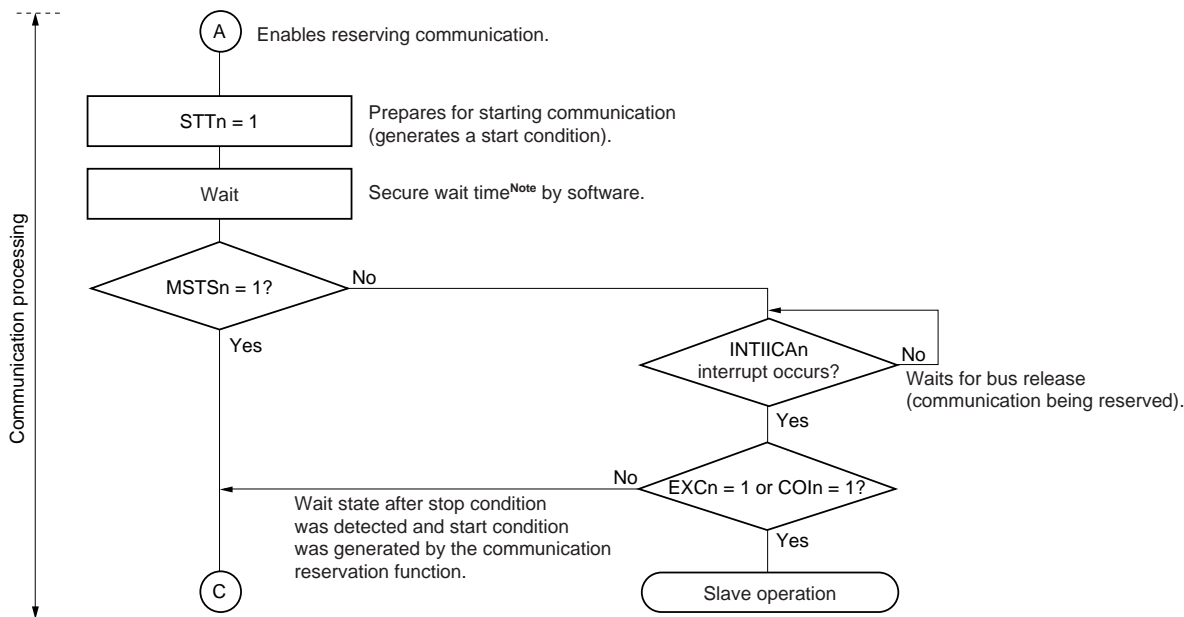 A
Enables reserving communication.
STTn = 1
Prepares for starting communication
(generates a start condition).
Wait
Secure wait timeNote by software.
Communication processing
MSTSn = 1?
No
Yes
INTIICAn
interrupt occurs?
No
Waits for bus release
(communication being reserved).
Yes
EXCn = 1 or COIn = 1?
No
Wait state after stop condition
was detected and start condition
was generated by the communication
reservation function.
Yes
C
Slave operation